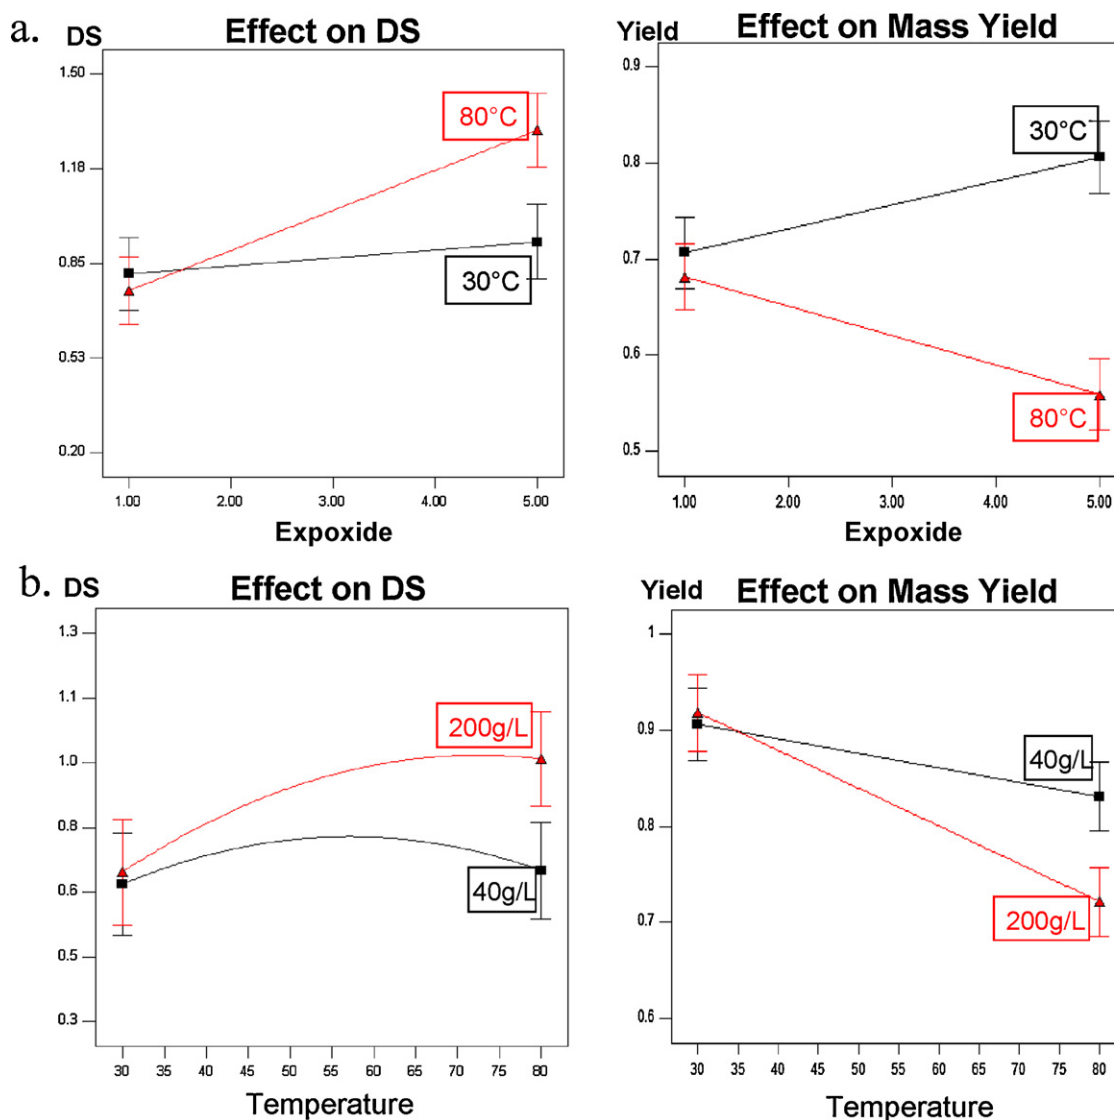 a. DS Effect on DS
1.50
1.18
0.85
0.53
0.20
80°C
30°C
1.00 2.00 3.00 4.00 5.00
Expoxide
Yield Effect on Mass Yield
0.9
0.8
0.7
0.6
0.5
30°C
80°C
1.00 2.00 3.00 4.00 5.00
Expoxide
b. DS Effect on DS
1.3
1.1
1.0
0.8
0.6
0.5
0.3
200g/L
40g/L
30 35 40 45 50 55 60 65 70 75 80
Temperature
Yield Effect on Mass Yield
1
0.9
0.8
0.7
0.6
40g/L
200g/L
30 35 40 45 50 55 60 65 70 75 80
Temperature